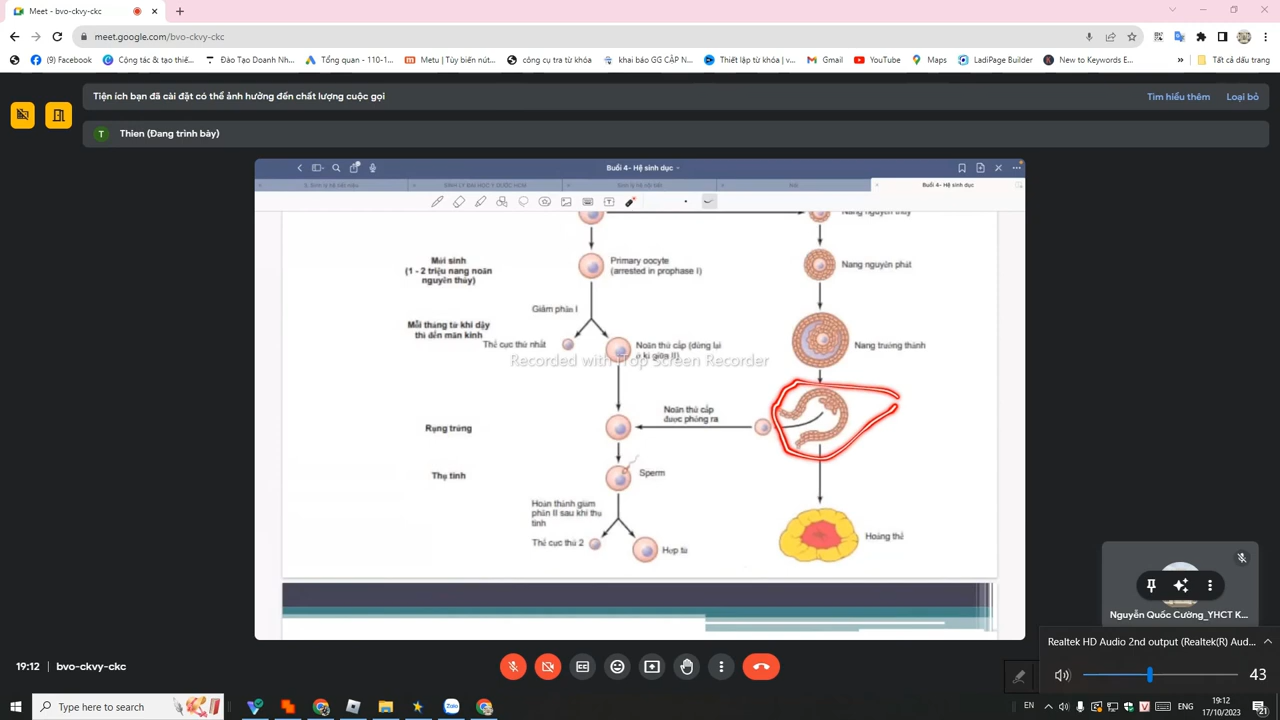 Meet - bvo-ckvy-ckc
meet.google.com/bvo-ckvy-ckc
(9) Facebook
Công tác & tạo thiế...
Đào Tạo Doanh Nh...
Tổng quan - 110-1...
Metu | Tùy biến nút...
công cụ tra từ khóa
khai báo GG CẬP N...
Thiết lập từ khóa | v...
Gmail
YouTube
Maps
LadiPage Builder
New to Keywords E...
»
Tất cả dấu trang
Tiện ích bạn đã cài đặt có thể ảnh hưởng đến chất lượng cuộc gọi
Tìm hiểu thêm
Loại bỏ
T
Thien (Đang trình bày)
Buổi 4- Hệ sinh dục
Buổi 4- Hệ sinh dục
Nang nguyên thủy
Mới sinh
(1 - 2 triệu nang noãn
nguyên thủy)
Primary oocyte
(arrested in prophase I)
Nang nguyên phát
Giảm phân I
Mỗi tháng từ khi dậy
thì đến mãn kinh
Thể cực thứ nhất
Noãn thứ cấp (dừng lại
ở kì giữa II)
Nang trưởng thành
Recorded with iTop Screen Recorder
Noãn thứ cấp
được phóng ra
Rụng trứng
Thụ tinh
Sperm
Hoàn thành giảm
phân II sau khi thụ
tinh
Thể cực thứ 2
Hợp tử
Hoàng thể
Nguyễn Quốc Cường_YHCT K...
Realtek HD Audio 2nd output (Realtek(R) Aud...
43
19:12
bvo-ckvy-ckc
Type here to search
Zalo
EN
ENG
19:12
17/10/2023